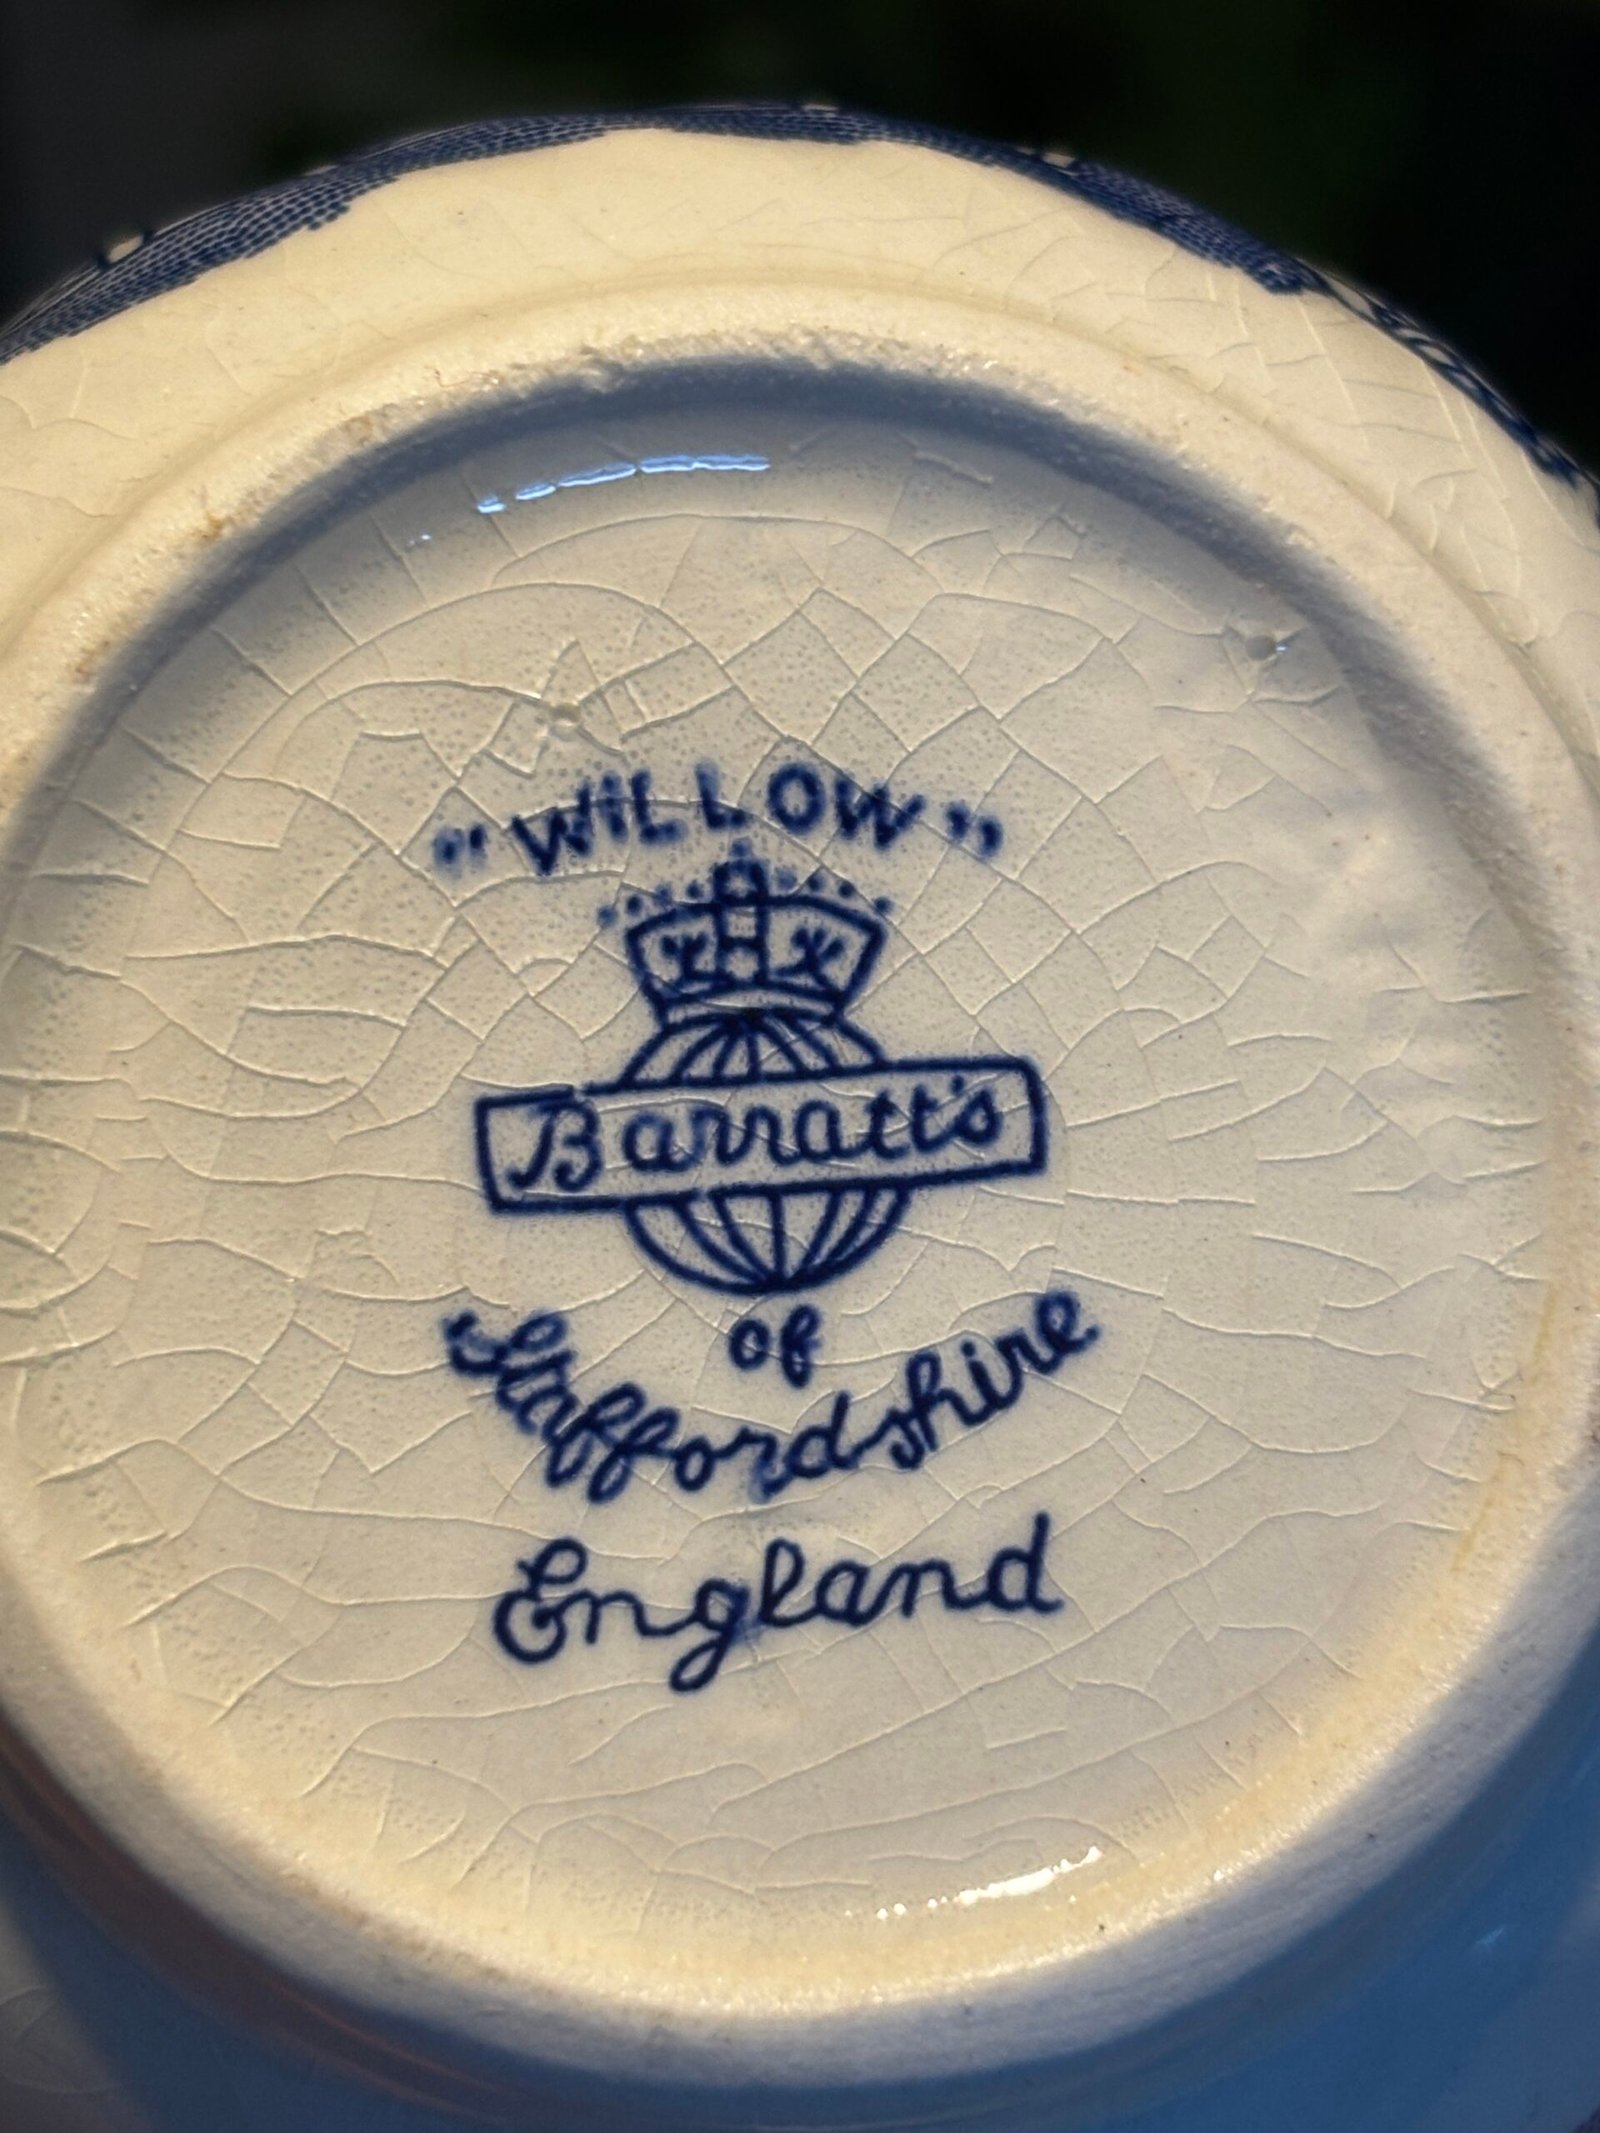 "WILLOW"
Barratt's
of
Staffordshire
England